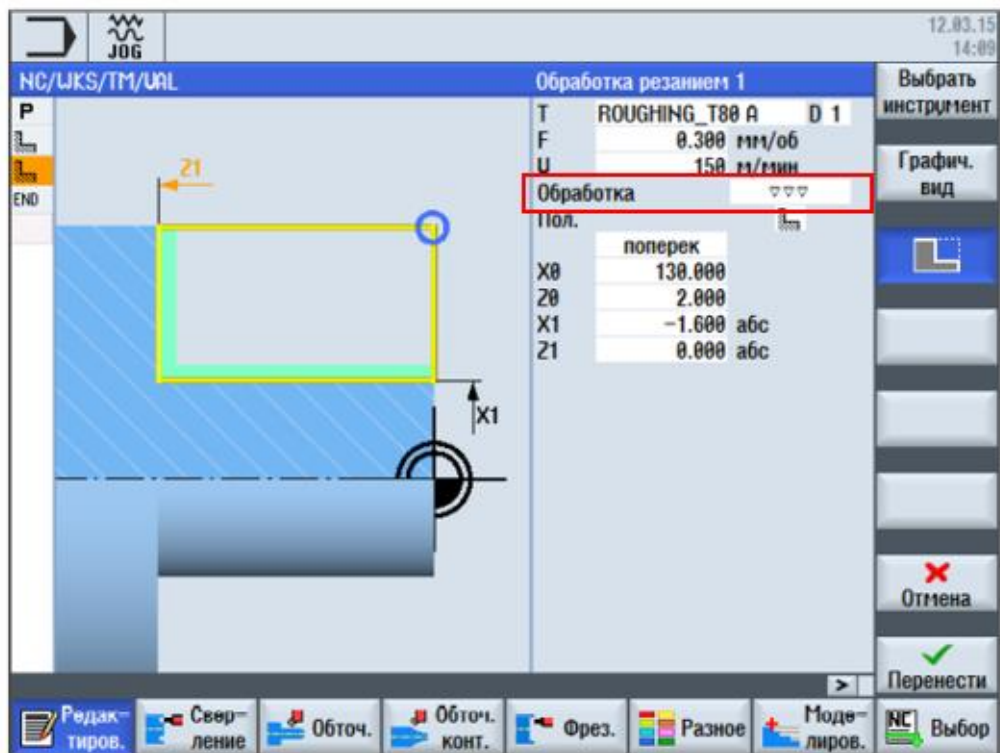 12.03.15
14:09
JOG
NC/WKS/TM/VAL
Обработка резанием 1
Выбрать
инструмент
P
END
T ROUGHING_T80 A D 1
F 0.300 мм/об
U 150 м/мин
Обработка ▽▽▽
Пол.
поперек
X0 130.000
Z0 2.000
X1 -1.600 абс
Z1 0.000 абс
Графич.
вид
Z1
X1
Отмена
Перенести
>
Редак-
тиров.
Свер-
ление
Обточ.
Обточ.
конт.
Фрез.
Разное
Моде-
лиров.
NC Выбор